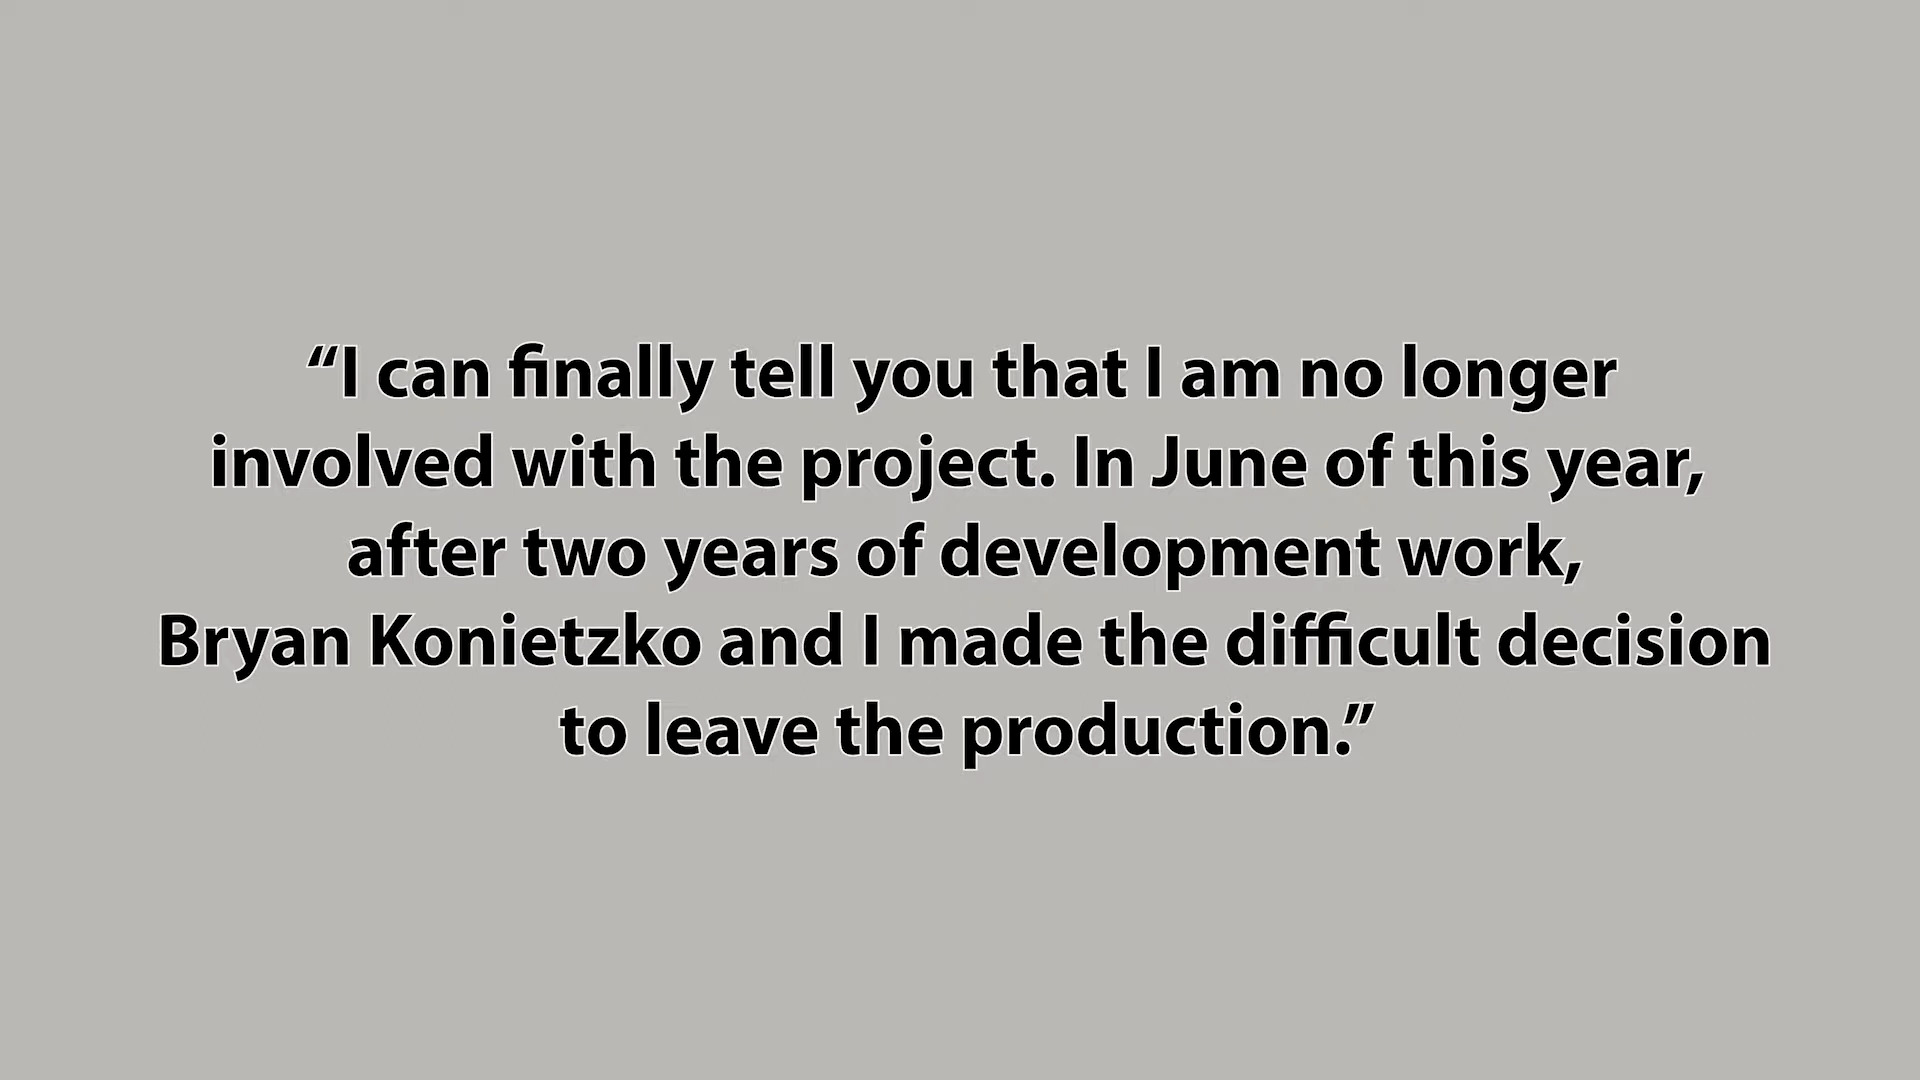 “I can finally tell you that I am no longer
involved with the project. In June of this year,
after two years of development work,
Bryan Konietzko and I made the difficult decision
to leave the production.”